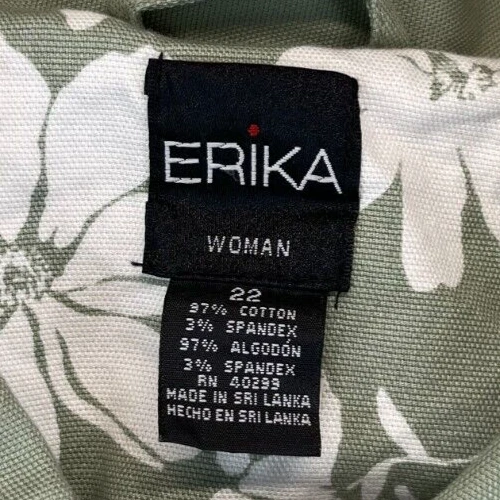 ERIKA
WOMAN
22
97% COTTON
3% SPANDEX
97% ALGODÓN
3% SPANDEX
RN 40299
MADE IN SRI LANKA
HECHO EN SRI LANKA